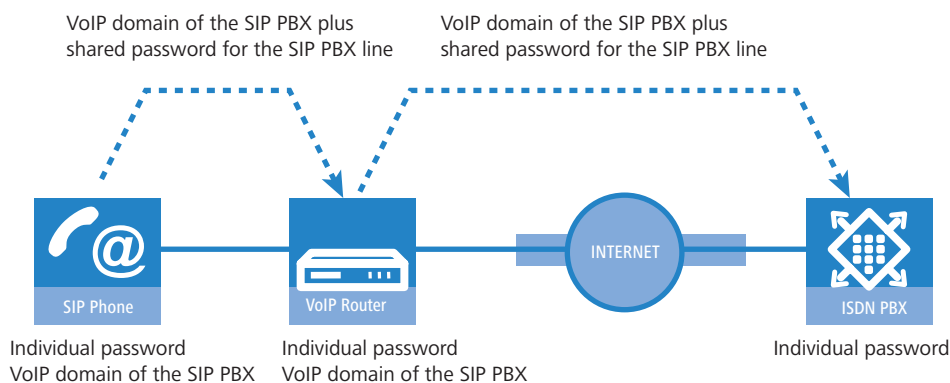 VoIP domain of the SIP PBX plus
shared password for the SIP PBX line
VoIP domain of the SIP PBX plus
shared password for the SIP PBX line
@
INTERNET
SIP Phone
VoIP Router
ISDN PBX
Individual password
VoIP domain of the SIP PBX
Individual password
VoIP domain of the SIP PBX
Individual password